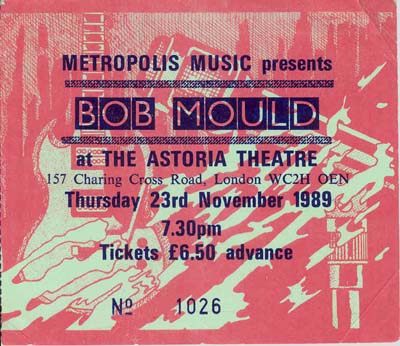 METROPOLIS MUSIC presents
BOB MOULD
at THE ASTORIA THEATRE
157 Charing Cross Road, London WC2H OEN
Thursday 23rd November 1989
7.30pm
Tickets £6.50 advance
Nº 1026